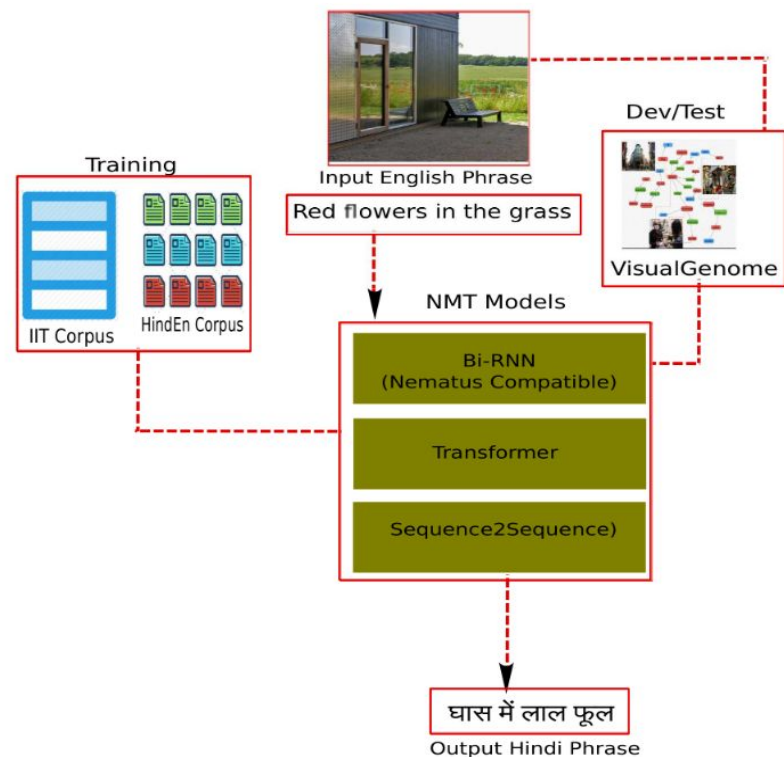 Dev/Test
Training
Input English Phrase
Red flowers in the grass
VisualGenome
NMT Models
IIT Corpus
HindEn Corpus
Bi-RNN
(Nematus Compatible)
Transformer
Sequence2Sequence)
घास में लाल फूल
Output Hindi Phrase